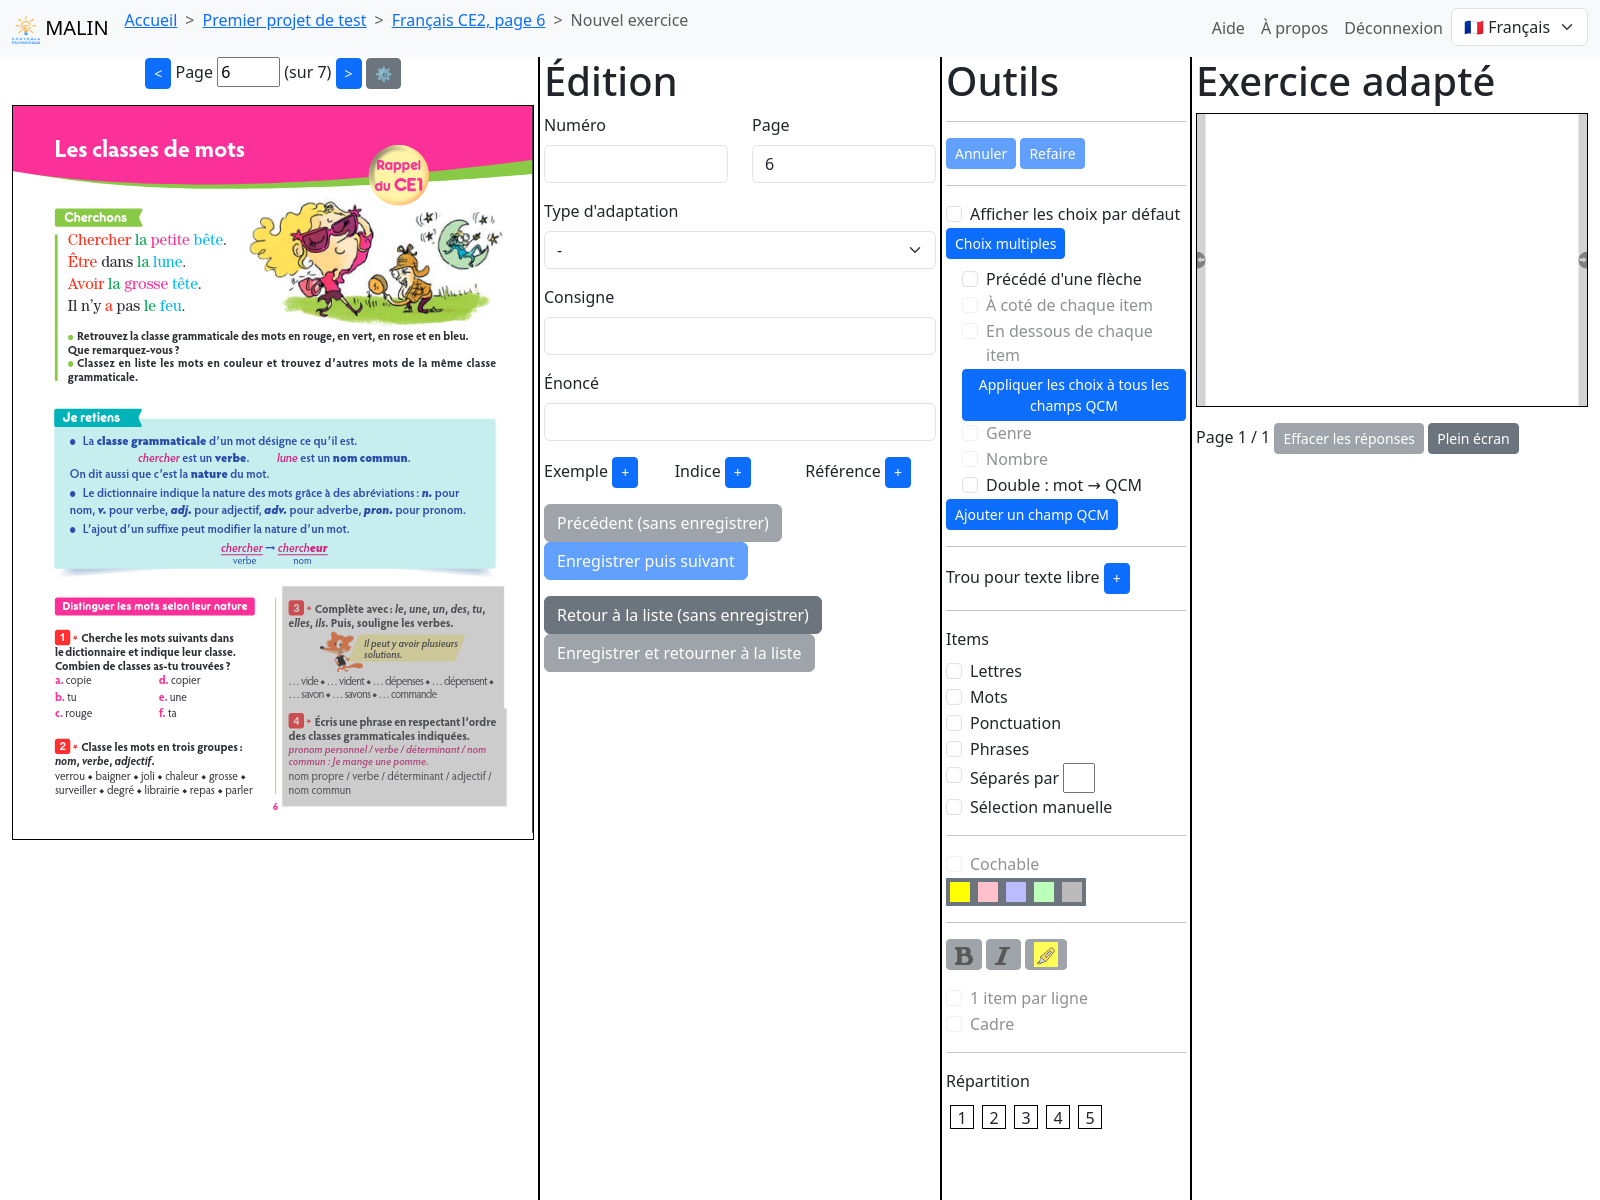 MALIN Accueil > Premier projet de test > Français CE2, page 6 > Nouvel exercice Aide À propos Déconnexion Français
< Page 6 (sur 7) >
Les classes de mots
Rappel
du CE1
Cherchons
Chercher la petite bête.
Être dans la lune.
Avoir la grosse tête.
Il n'y a pas le feu.
• Retrouvez la classe grammaticale des mots en rouge, en vert, en rose et en bleu.
Que remarquez-vous ?
• Classez en liste les mots en couleur et trouvez d'autres mots de la même classe
grammaticale.
Je retiens
• La classe grammaticale d'un mot désigne ce qu'il est.
chercher est un verbe. lune est un nom commun.
On dit aussi que c'est la nature du mot.
• Le dictionnaire indique la nature des mots grâce à des abréviations : n. pour
nom, v. pour verbe, adj. pour adjectif, adv. pour adverbe, pron. pour pronom.
• L'ajout d'un suffixe peut modifier la nature d'un mot.
chercher → chercheur
verbe nom
Distinguer les mots selon leur nature
1 * Cherche les mots suivants dans
le dictionnaire et indique leur classe.
Combien de classes as-tu trouvées ?
a. copie d. copier
b. tu e. une
c. rouge f. ta
2 * Classe les mots en trois groupes :
nom, verbe, adjectif.
verrou ◆ baigner ◆ joli ◆ chaleur ◆ grosse ◆
surveiller ◆ degré ◆ librairie ◆ repas ◆ parler
3 * Complète avec : le, une, un, des, tu,
elles, ils. Puis, souligne les verbes.
Il peut y avoir plusieurs
solutions.
… vide ◆ … vident ◆ … dépenses ◆ … dépensent ◆
… savon ◆ … savons ◆ … commande
4 * Écris une phrase en respectant l'ordre
des classes grammaticales indiquées.
pronom personnel / verbe / déterminant / nom
commun : Je mange une pomme.
nom propre / verbe / déterminant / adjectif /
nom commun
6
Édition
Numéro Page
6
Type d'adaptation
-
Consigne
Énoncé
Exemple + Indice + Référence +
Précédent (sans enregistrer)
Enregistrer puis suivant
Retour à la liste (sans enregistrer)
Enregistrer et retourner à la liste
Outils
Annuler Refaire
Afficher les choix par défaut
Choix multiples
Précédé d'une flèche
À coté de chaque item
En dessous de chaque
item
Appliquer les choix à tous les
champs QCM
Genre
Nombre
Double : mot → QCM
Ajouter un champ QCM
Trou pour texte libre +
Items
Lettres
Mots
Ponctuation
Phrases
Séparés par
Sélection manuelle
Cochable
B I
1 item par ligne
Cadre
Répartition
1 2 3 4 5
Exercice adapté
Page 1 / 1 Effacer les réponses Plein écran